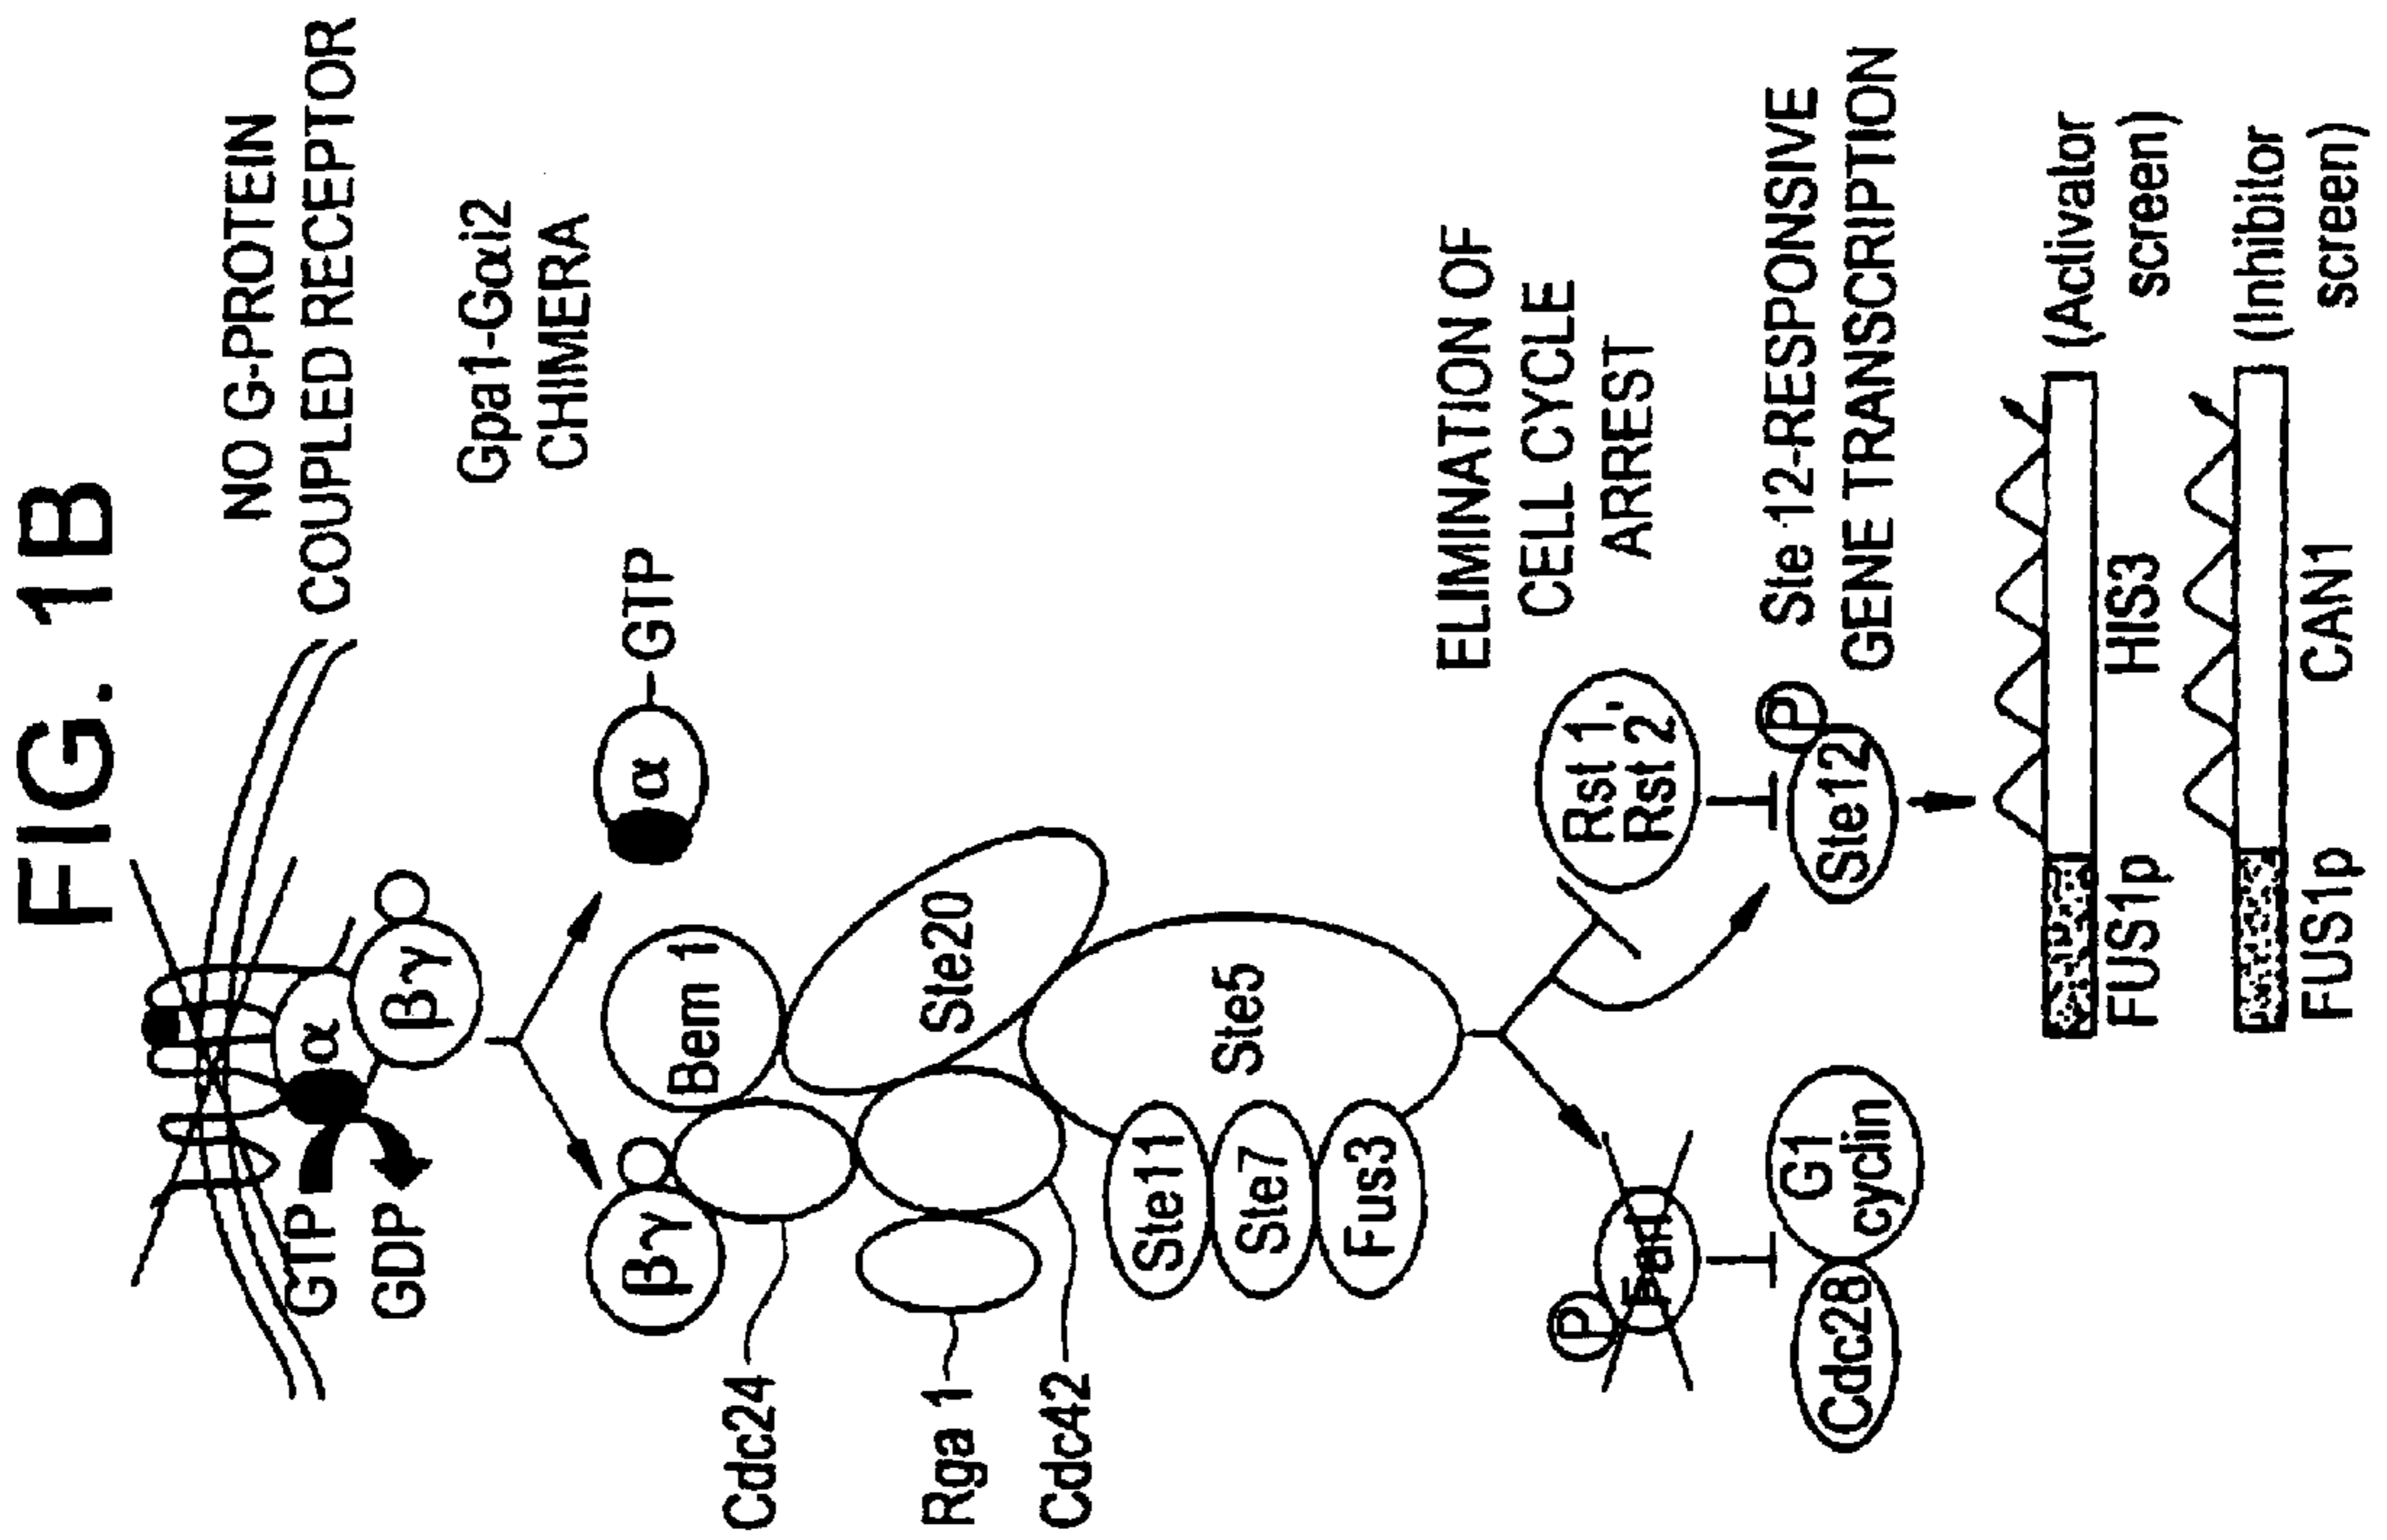 FIG. 1B
NO G-PROTEIN
COUPLED RECEPTOR
GTP
α
GDP
βγ
Gpa1-Gαi2
CHIMERA
α
GTP
βγ
Bem 1
Cdc24
Ste20
Rga 1
Cdc42
Ste5
Ste11
Ste7
Fus3
ELIMINATION OF
CELL CYCLE
ARREST
Rst 1,
Rst 2
P
P
Ste12
Ste 12-RESPONSIVE
GENE TRANSCRIPTION
G1
cyclin
Cdc28
FUS1p
HIS3
(Activator
screen)
FUS1p
CAN1
(Inhibitor
screen)